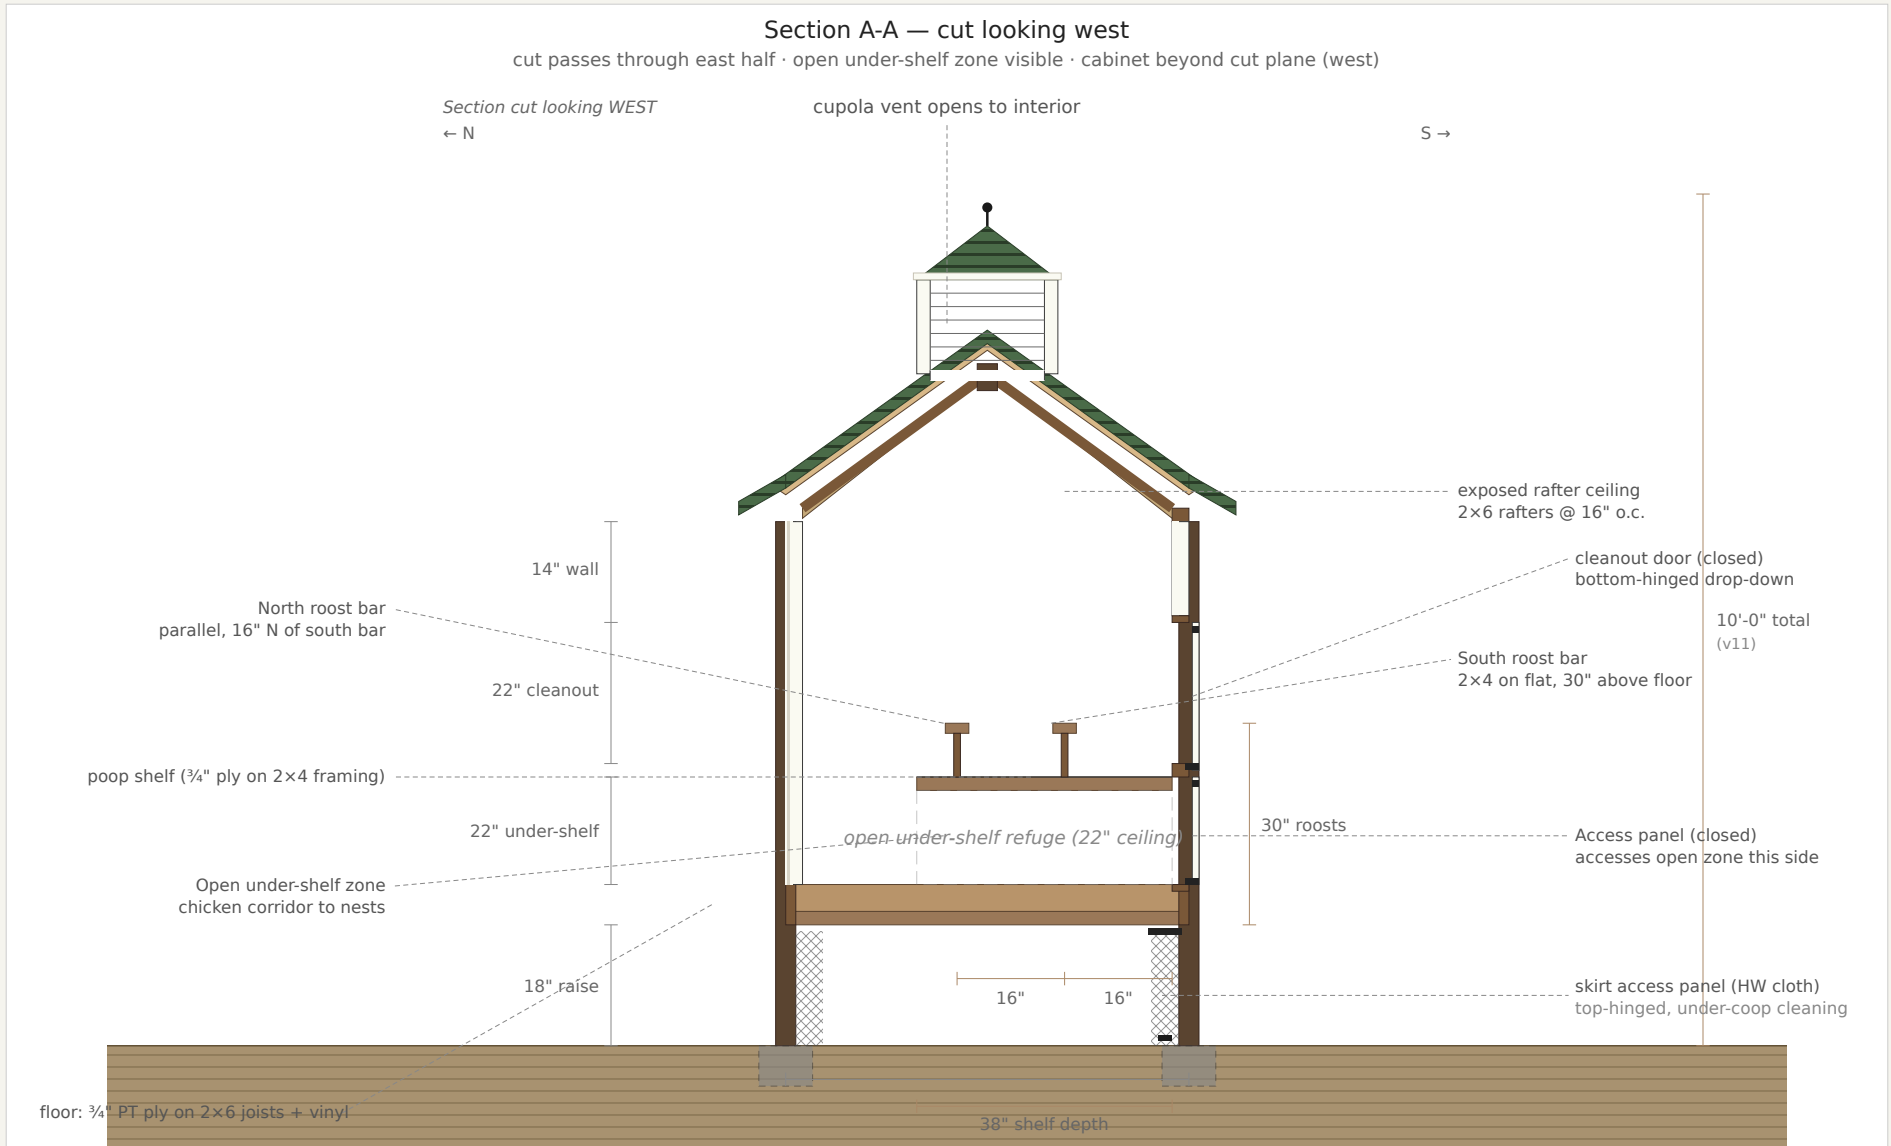 Section A-A — cut looking west
cut passes through east half · open under-shelf zone visible · cabinet beyond cut plane (west)
Section cut looking WEST
cupola vent opens to interior
← N
S →
exposed rafter ceiling
2×6 rafters @ 16" o.c.
cleanout door (closed)
bottom-hinged drop-down
14" wall
North roost bar
parallel, 16" N of south bar
10'-0" total
(v11)
South roost bar
2×4 on flat, 30" above floor
22" cleanout
poop shelf (¾" ply on 2×4 framing)
22" under-shelf
open under-shelf refuge (22" ceiling)
30" roosts
Access panel (closed)
accesses open zone this side
Open under-shelf zone
chicken corridor to nests
18" raise
16"
16"
skirt access panel (HW cloth)
top-hinged, under-coop cleaning
floor: ¾" PT ply on 2×6 joists + vinyl
38" shelf depth